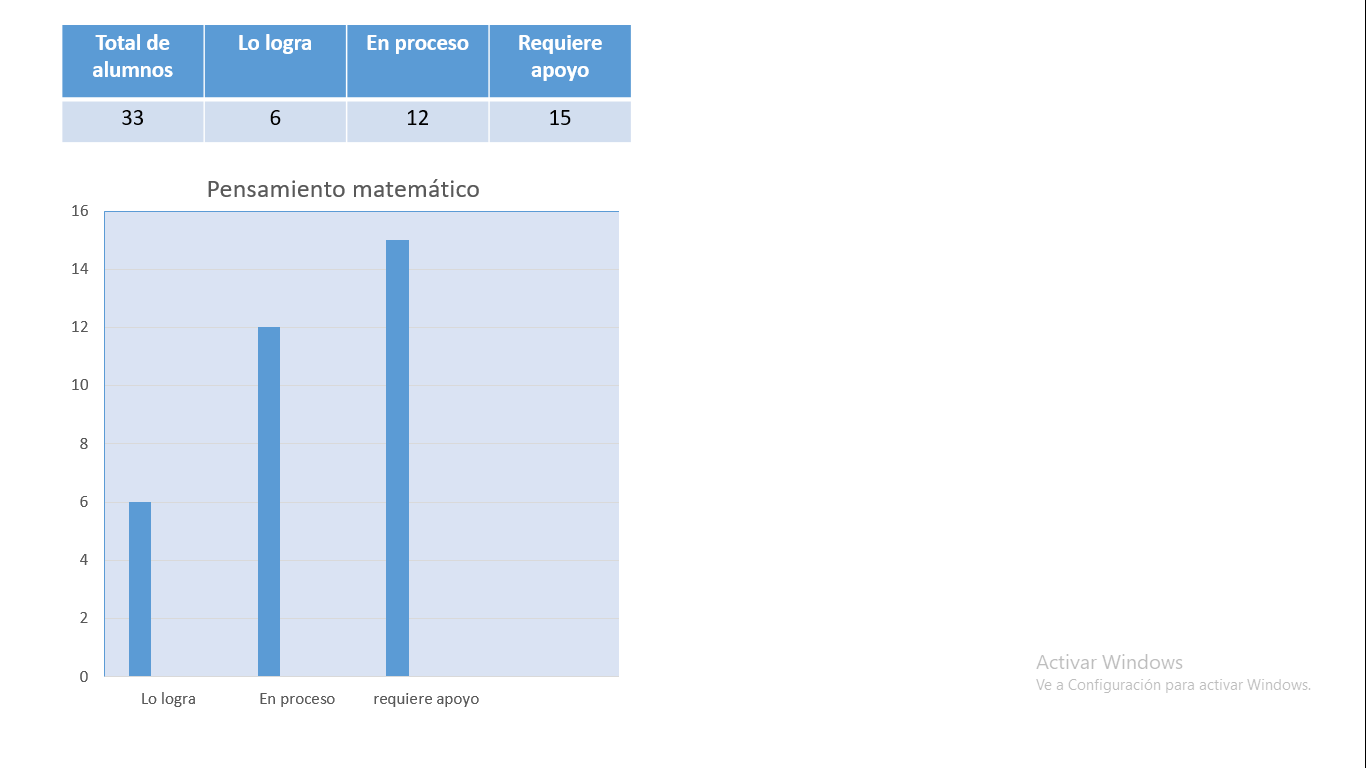 Total de alumnos
Lo logra
En proceso
Requiere apoyo
33
6
12
15
Pensamiento matemático
16
14
12
10
8
6
4
2
0
Lo logra
En proceso
requiere apoyo
Activar Windows
Ve a Configuración para activar Windows.